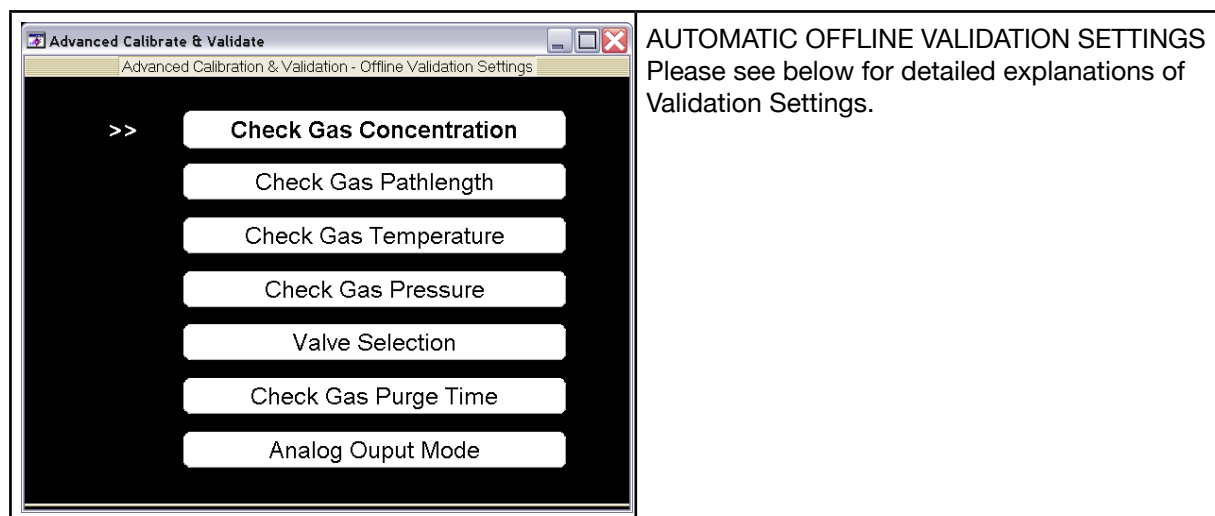 Advanced Calibrate & Validate
Advanced Calibration & Validation - Offline Validation Settings
>> Check Gas Concentration
Check Gas Pathlength
Check Gas Temperature
Check Gas Pressure
Valve Selection
Check Gas Purge Time
Analog Ouput Mode
AUTOMATIC OFFLINE VALIDATION SETTINGS
Please see below for detailed explanations of
Validation Settings.